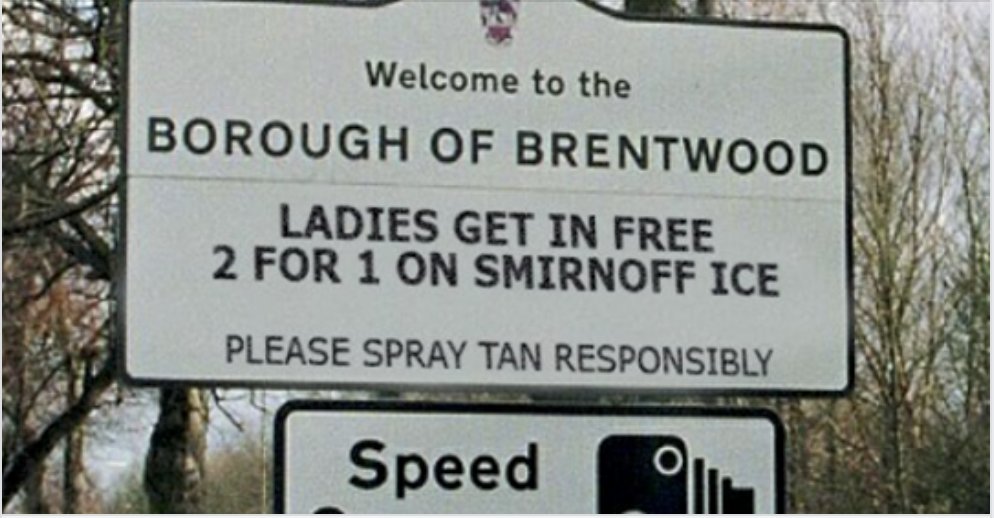 Welcome to the
BOROUGH OF BRENTWOOD
LADIES GET IN FREE
2 FOR 1 ON SMIRNOFF ICE
PLEASE SPRAY TAN RESPONSIBLY
Speed